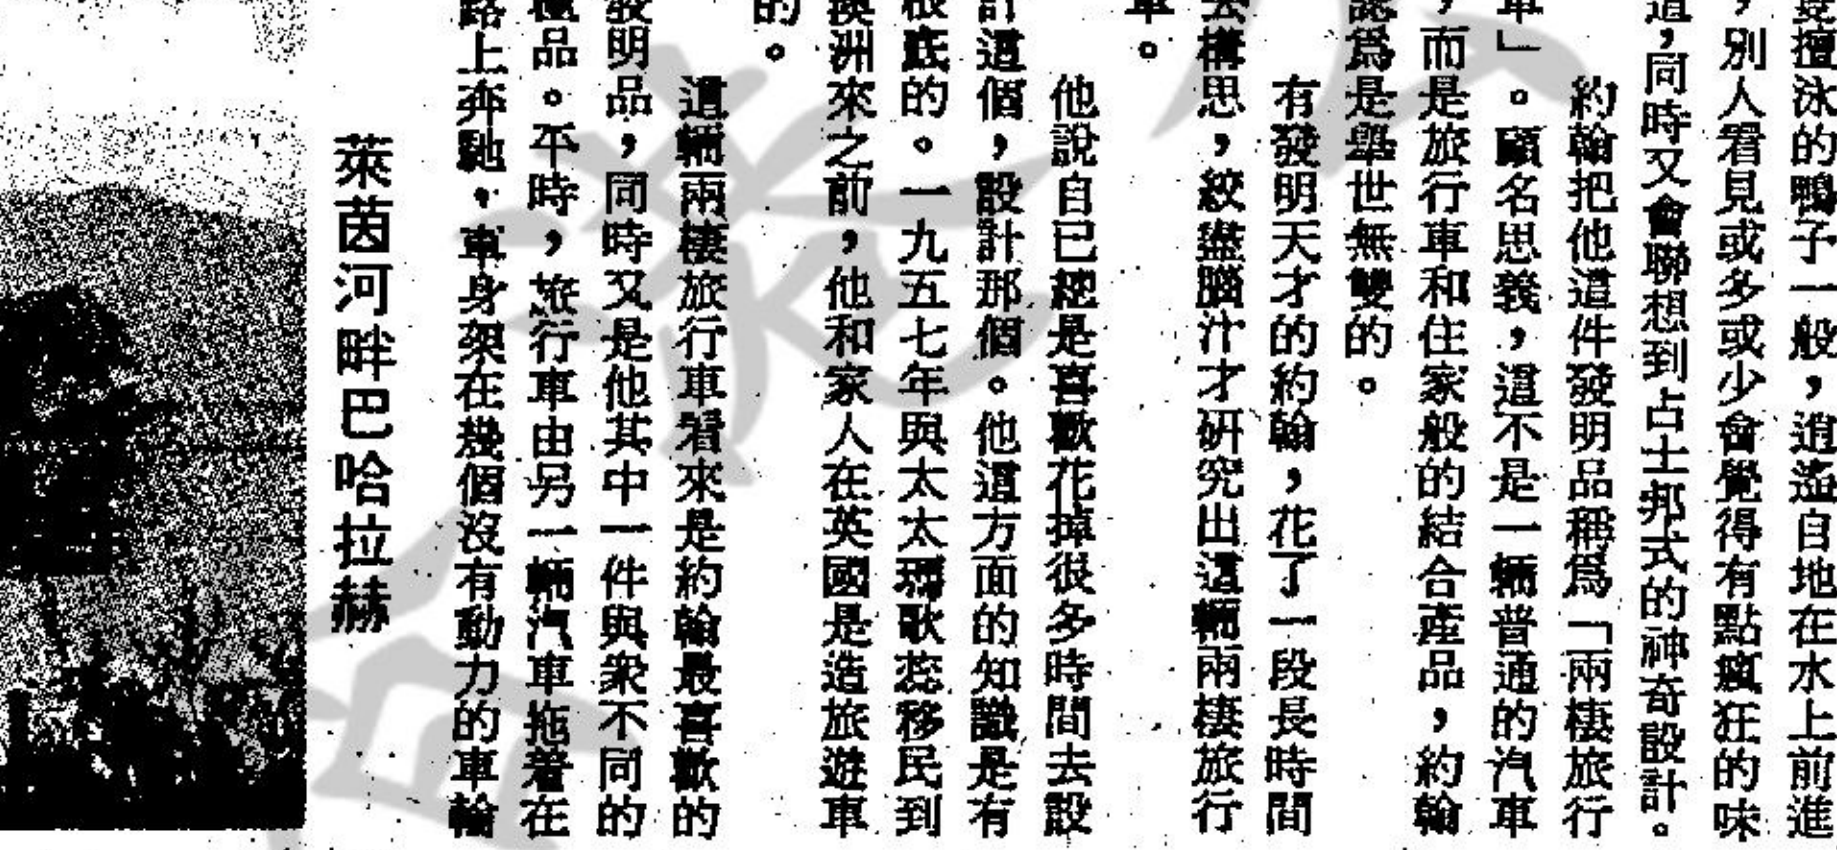 竟擅泳的鴨子一般，逍遙自地在水上前進
，別人看見或多或少會覺得有點瘋狂的味
道，同時又會聯想到占士邦式的神奇設計。
約翰把他這件發明品稱爲「兩棲旅行
車」。顧名思義，這不是一輛普通的汽車
，而是旅行車和住家般的結合產品，約翰
認爲是舉世無雙的。
有發明天才的約翰，花了一段長時間
去構思，絞盡腦汁才研究出這輛兩棲旅行
車。
他說自己總是喜歡花掉很多時間去設
計這個，設計那個。他這方面的知識是有
根底的。一九五七年與太太瑪歌蕊移民到
澳洲來之前，他和家人在英國是造旅遊車
的。
這輛兩棲旅行車看來是約翰最喜歡的
發明品，同時又是他其中一件與衆不同的
品。平時，旅行車由另一輛汽車拖着在
路上奔馳，車身架在幾個沒有動力的車輪
萊茵河畔巴哈拉赫